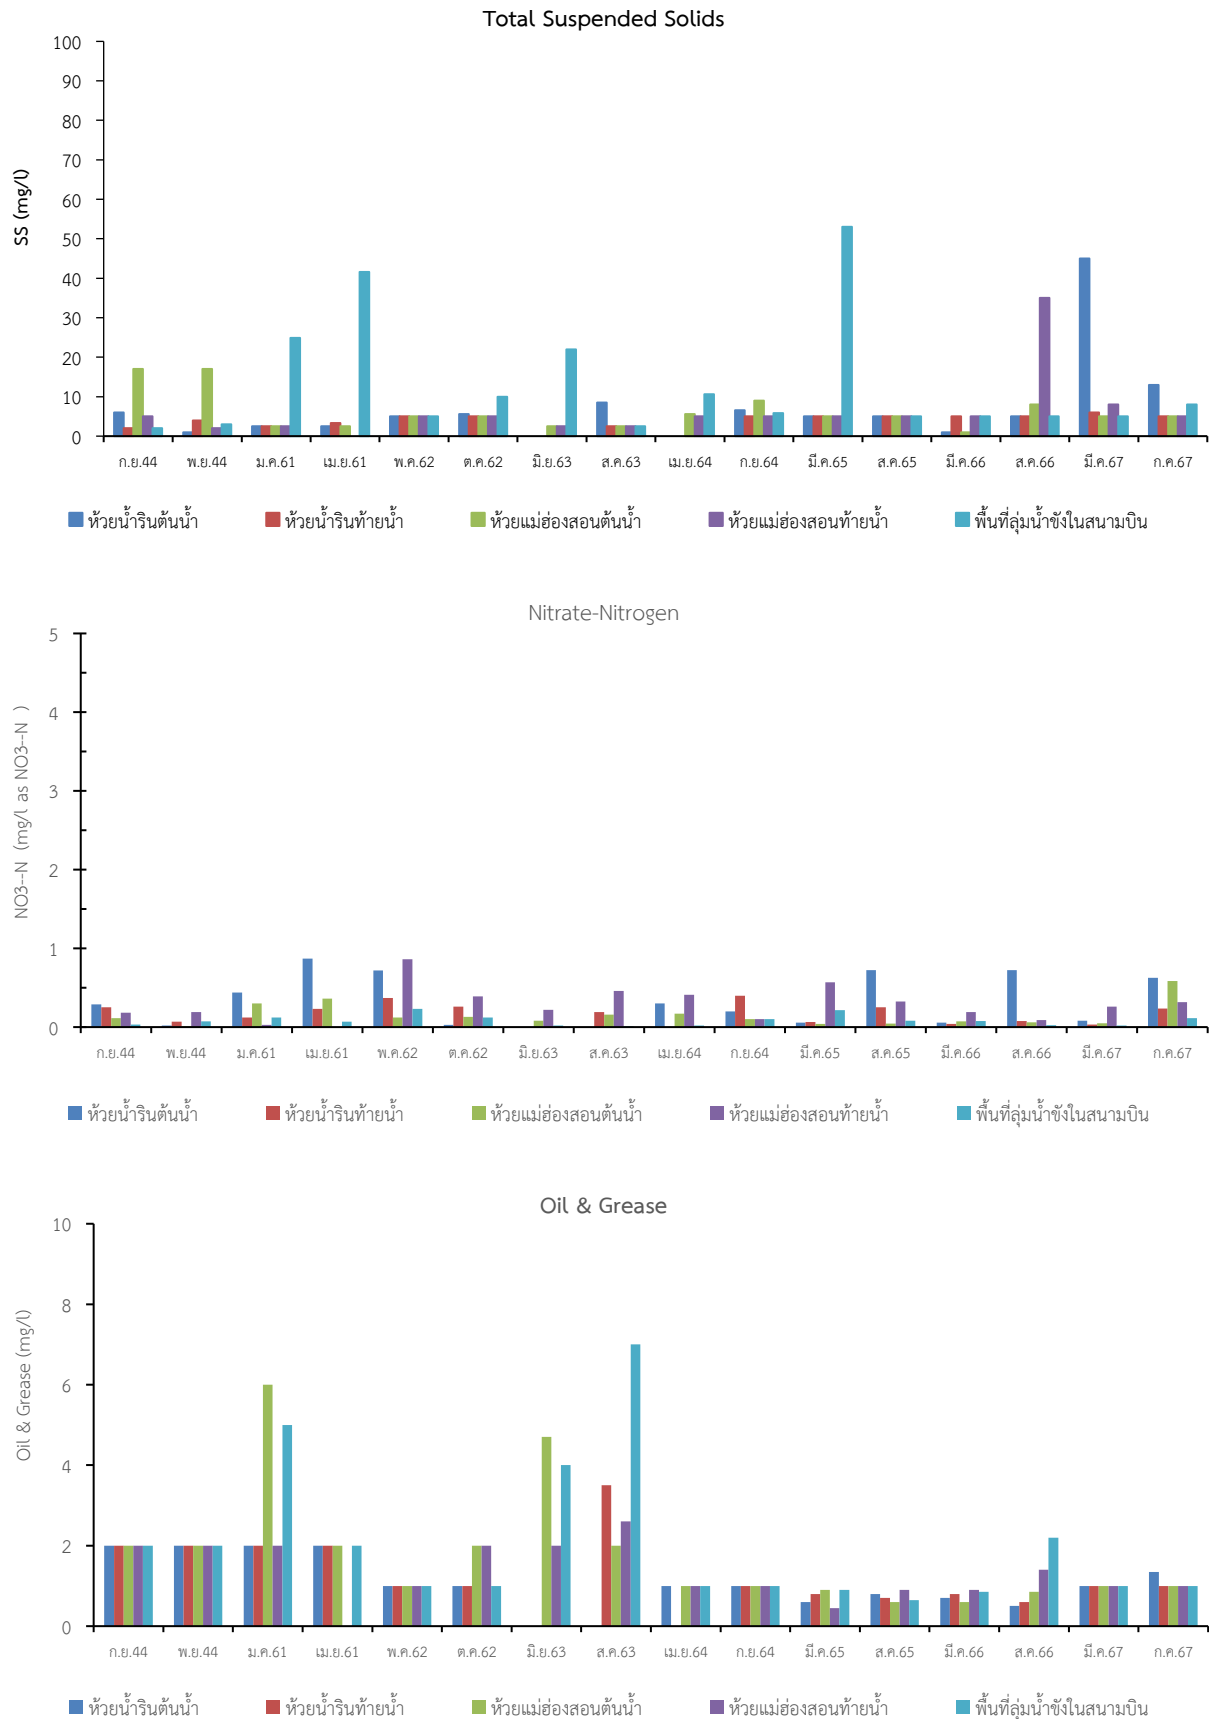 Total Suspended Solids
SS (mg/l)
100
90
80
70
60
50
40
30
20
10
0
ก.ย.44 พ.ย.44 ม.ค.61 เม.ย.61 พ.ค.62 ต.ค.62 มิ.ย.63 ส.ค.63 เม.ย.64 ก.ย.64 มี.ค.65 ส.ค.65 มี.ค.66 ส.ค.66 มี.ค.67 ก.ค.67
ห้วยน้ำรินต้นน้ำ ห้วยน้ำรินท้ายน้ำ ห้วยแม่ฮ่องสอนต้นน้ำ ห้วยแม่ฮ่องสอนท้ายน้ำ พื้นที่ลุ่มน้ำขังในสนามบิน
Nitrate-Nitrogen
NO3--N (mg/l as NO3--N )
5
4
3
2
1
0
ก.ย.44 พ.ย.44 ม.ค.61 เม.ย.61 พ.ค.62 ต.ค.62 มิ.ย.63 ส.ค.63 เม.ย.64 ก.ย.64 มี.ค.65 ส.ค.65 มี.ค.66 ส.ค.66 มี.ค.67 ก.ค.67
ห้วยน้ำรินต้นน้ำ ห้วยน้ำรินท้ายน้ำ ห้วยแม่ฮ่องสอนต้นน้ำ ห้วยแม่ฮ่องสอนท้ายน้ำ พื้นที่ลุ่มน้ำขังในสนามบิน
Oil & Grease
Oil & Grease (mg/l)
10
8
6
4
2
0
ก.ย.44 พ.ย.44 ม.ค.61 เม.ย.61 พ.ค.62 ต.ค.62 มิ.ย.63 ส.ค.63 เม.ย.64 ก.ย.64 มี.ค.65 ส.ค.65 มี.ค.66 ส.ค.66 มี.ค.67 ก.ค.67
ห้วยน้ำรินต้นน้ำ ห้วยน้ำรินท้ายน้ำ ห้วยแม่ฮ่องสอนต้นน้ำ ห้วยแม่ฮ่องสอนท้ายน้ำ พื้นที่ลุ่มน้ำขังในสนามบิน